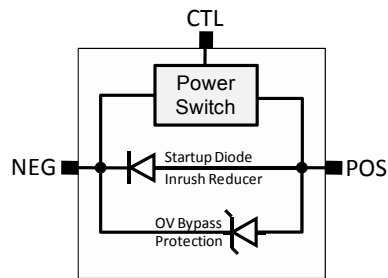 CTL
Power
Switch
NEG
Startup Diode
Inrush Reducer
POS
OV Bypass
Protection